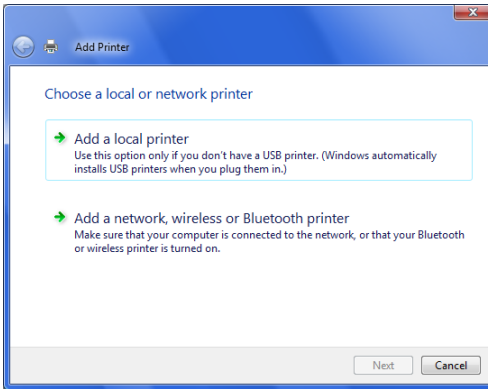 Add Printer
Choose a local or network printer
Add a local printer
Use this option only if you don't have a USB printer. (Windows automatically
installs USB printers when you plug them in.)
Add a network, wireless or Bluetooth printer
Make sure that your computer is connected to the network, or that your Bluetooth
or wireless printer is turned on.
Next Cancel